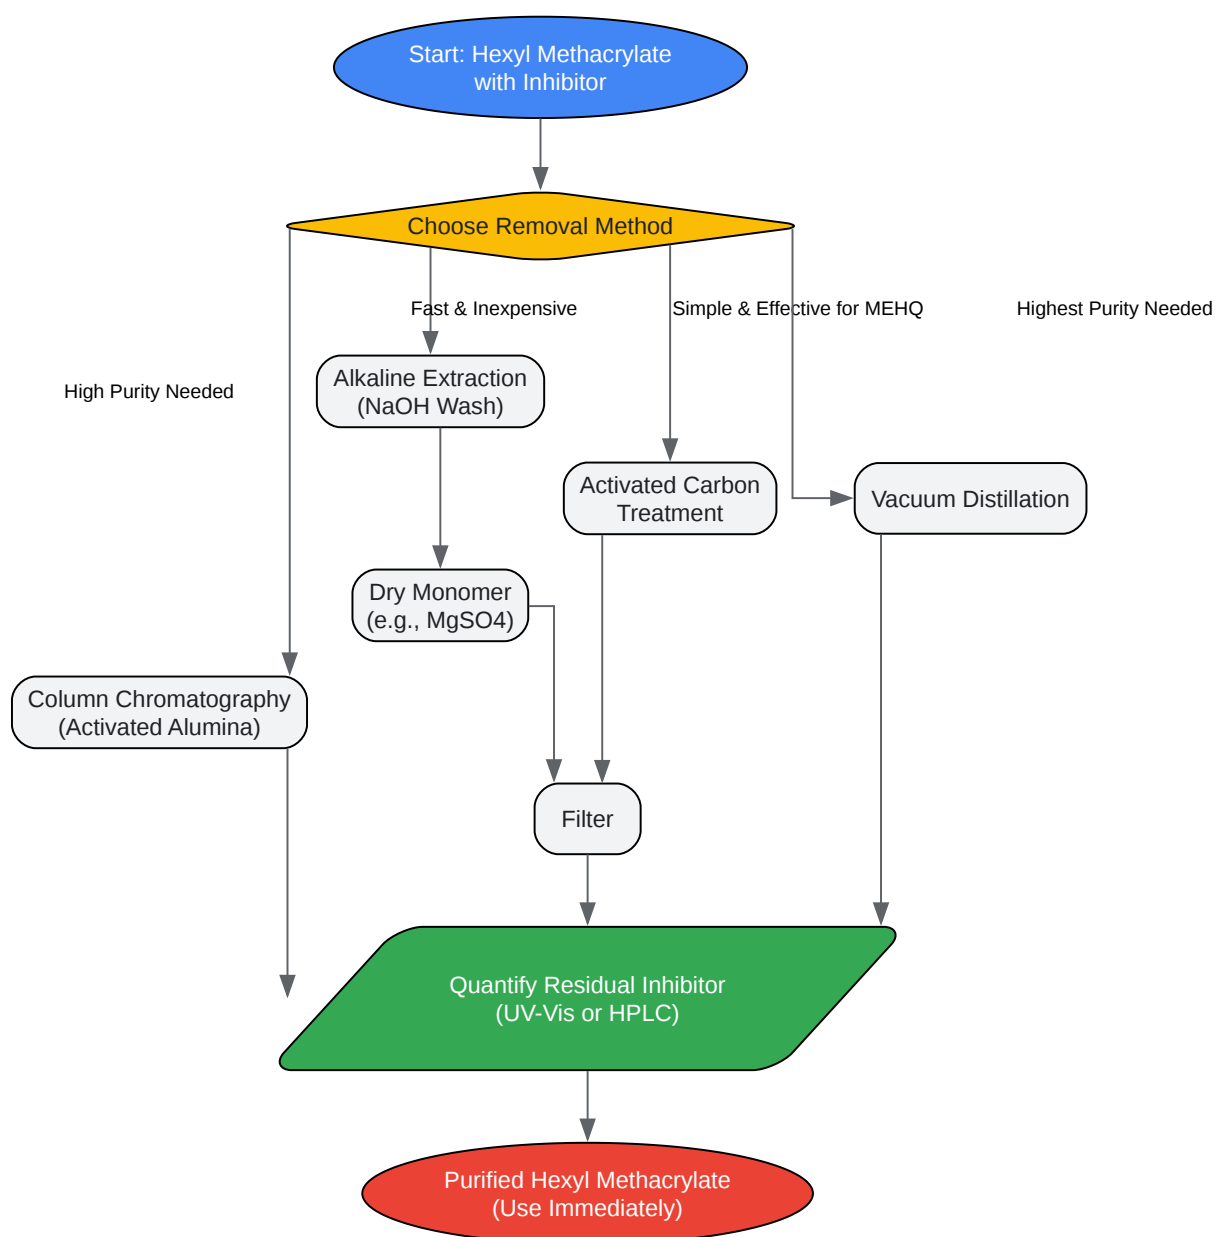 Start: Hexyl Methacrylate
with Inhibitor
Choose Removal Method
Fast & Inexpensive
Simple & Effective for MEHQ
Highest Purity Needed
High Purity Needed
Alkaline Extraction
(NaOH Wash)
Activated Carbon
Treatment
Vacuum Distillation
Dry Monomer
(e.g., MgSO4)
Column Chromatography
(Activated Alumina)
Filter
Quantify Residual Inhibitor
(UV-Vis or HPLC)
Purified Hexyl Methacrylate
(Use Immediately)